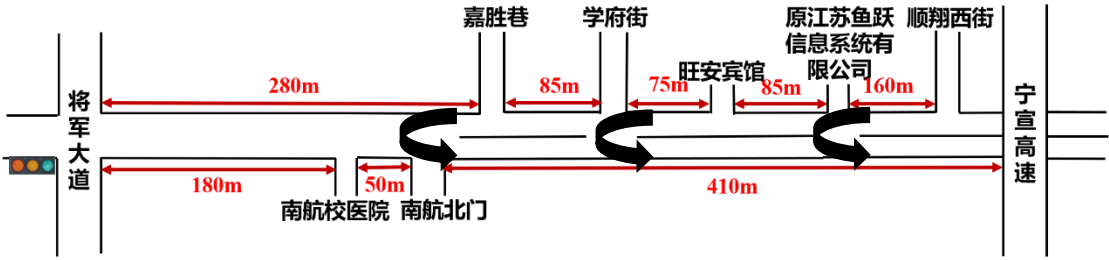 嘉胜巷
学府街
原江苏鱼跃
信息系统有
限公司
顺翔西街
旺安宾馆
280m
85m
75m
85m
160m
将军大道
宁宣高速
180m
50m
410m
南航校医院
南航北门